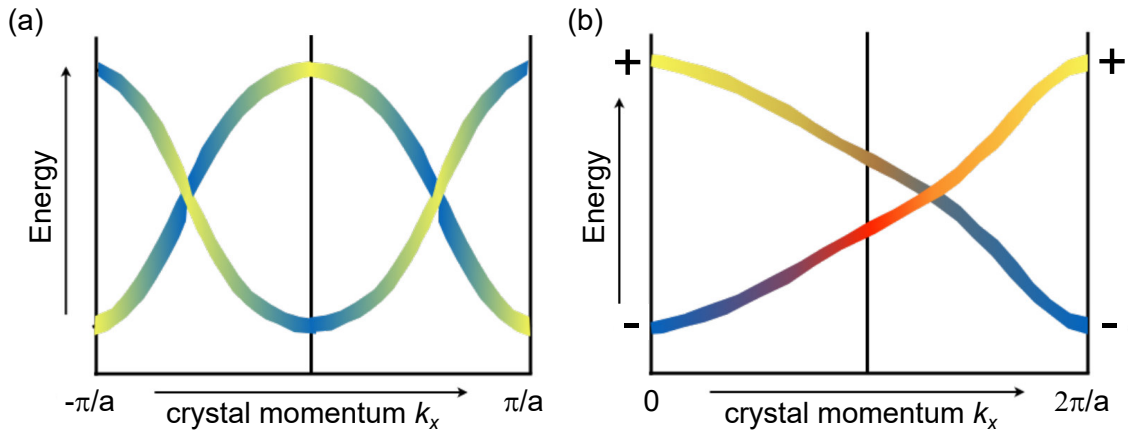 (a)
Energy
-π/a
crystal momentum kx
π/a
(b)
+
+
Energy
-
-
0
crystal momentum kx
2π/a